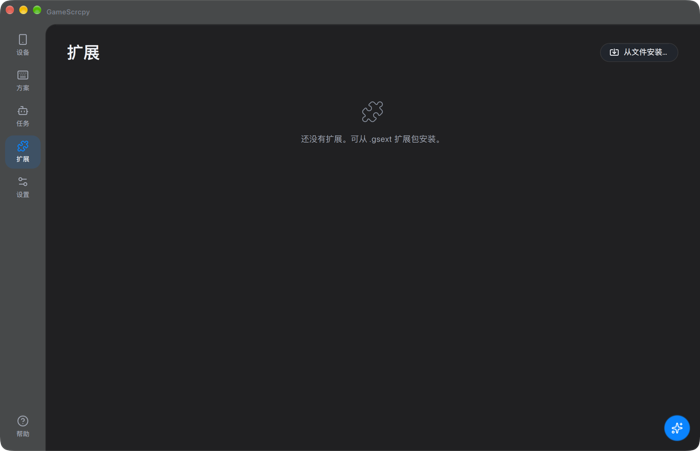 GameScrcpy
设备
方案
任务
扩展
设置
帮助
扩展
从文件安装...
还没有扩展。可从 .gsext 扩展包安装。